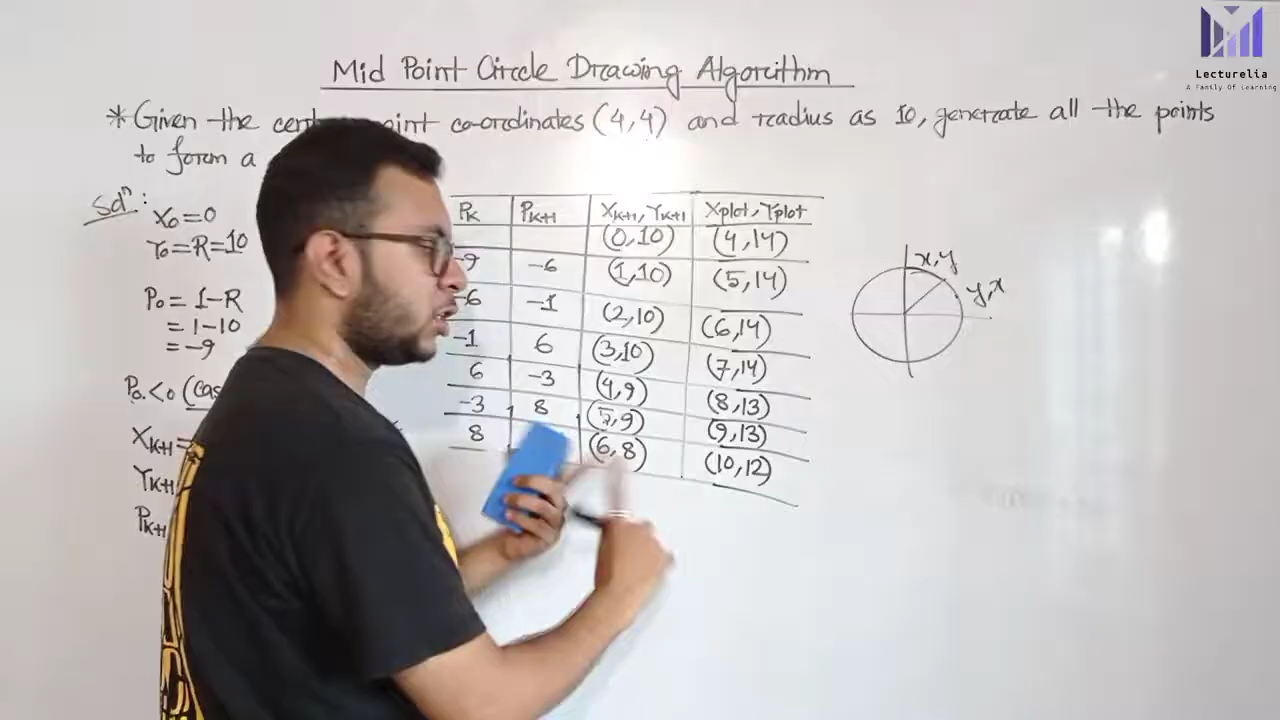 Lecturelia
A Family Of Learning
Mid Point Circle Drawing Algorithm
*Given the point co-ordinates (4,4) and radius as 10, generate all the points
to form a
Solⁿ:
X₀=0
Y₀=R=10
P₀ = 1-R
= 1-10
= -9
P₀<0
Xₖ₊₁=
Yₖ₊₁
Pₖ₊₁
Pₖ Pₖ₊₁ Xₖ₊₁,Yₖ₊₁ Xplot,Yplot
(0,10) (4,14)
-9 -6 (1,10) (5,14)
-6 -1 (2,10) (6,14)
-1 6 (3,10) (7,14)
6 -3 (4,9) (8,13)
-3 8 (5,9) (9,13)
8 (6,8) (10,12)
x,y
y,x